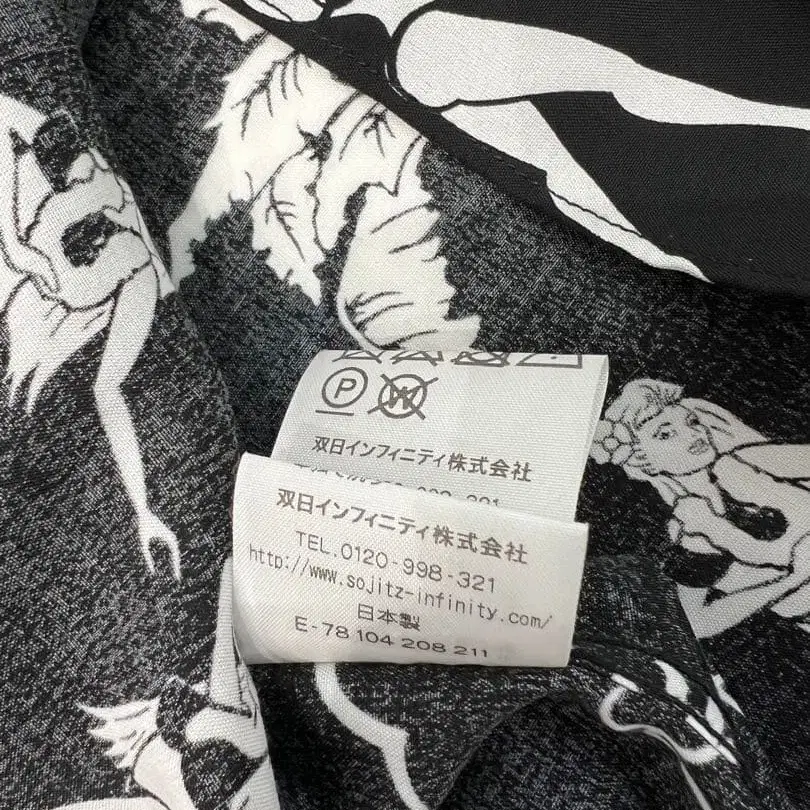 P
W
双日インフィニティ株式会社
双日インフィニティ株式会社
TEL.0120-998-321
http://www.sojitz-infinity.com/
日本製
E-78 104 208 211